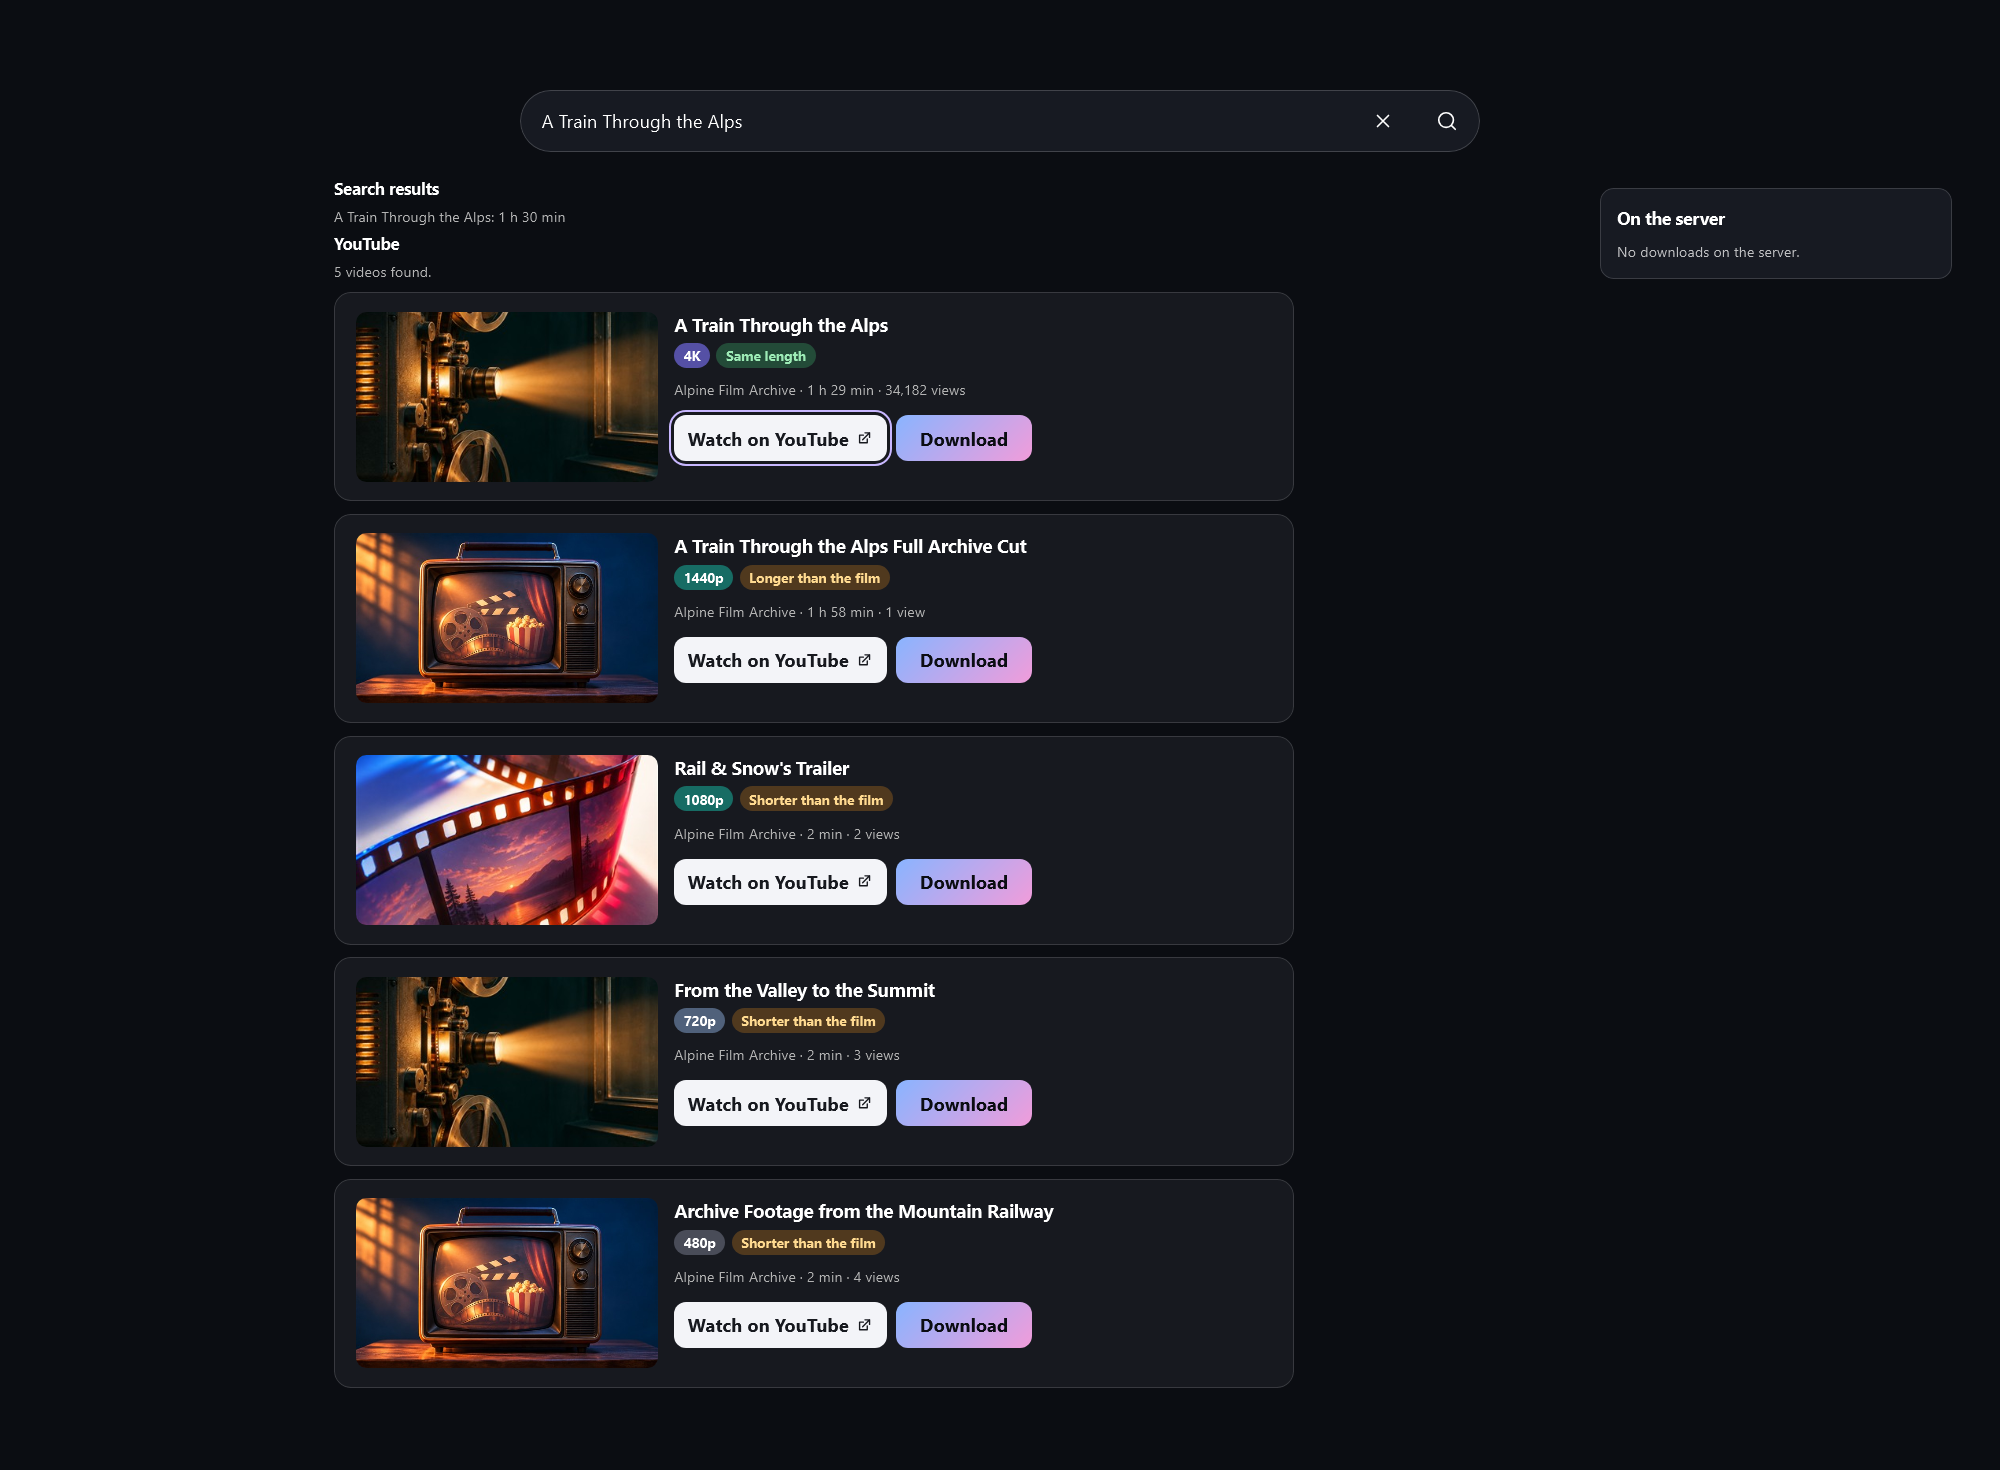 A Train Through the Alps
Search results
A Train Through the Alps: 1 h 30 min
YouTube
5 videos found.
On the server
No downloads on the server.
A Train Through the Alps
4K Same length
Alpine Film Archive · 1 h 29 min · 34,182 views
Watch on YouTube Download
A Train Through the Alps Full Archive Cut
1440p Longer than the film
Alpine Film Archive · 1 h 58 min · 1 view
Watch on YouTube Download
Rail & Snow's Trailer
1080p Shorter than the film
Alpine Film Archive · 2 min · 2 views
Watch on YouTube Download
From the Valley to the Summit
720p Shorter than the film
Alpine Film Archive · 2 min · 3 views
Watch on YouTube Download
Archive Footage from the Mountain Railway
480p Shorter than the film
Alpine Film Archive · 2 min · 4 views
Watch on YouTube Download